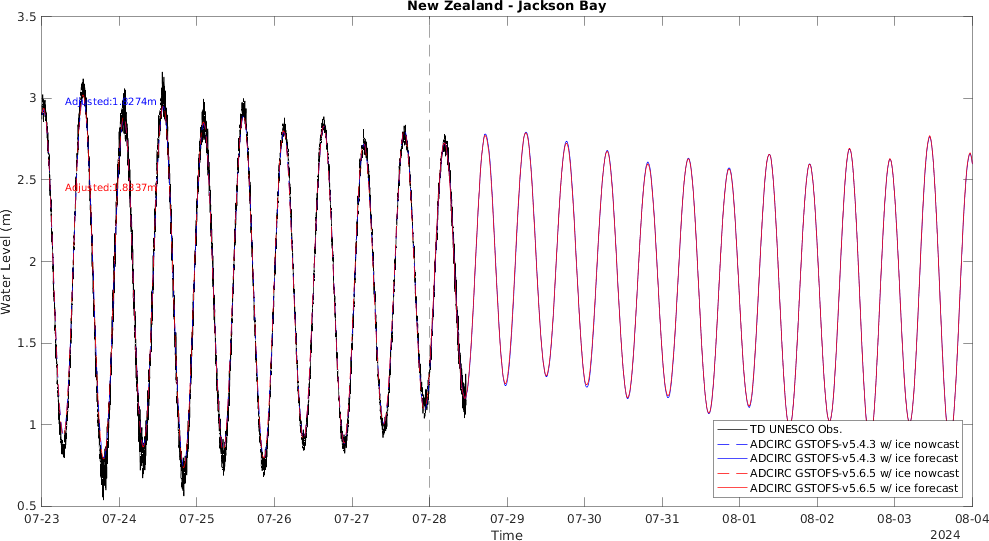 New Zealand - Jackson Bay
3.5
3
2.5
2
1.5
1
0.5
Water Level (m)
Adjusted:1.8274m
Adjusted:1.8337m
TD UNESCO Obs.
ADCIRC GSTOFS-v5.4.3 w/ ice nowcast
ADCIRC GSTOFS-v5.4.3 w/ ice forecast
ADCIRC GSTOFS-v5.6.5 w/ ice nowcast
ADCIRC GSTOFS-v5.6.5 w/ ice forecast
07-23 07-24 07-25 07-26 07-27 07-28 07-29 07-30 07-31 08-01 08-02 08-03 08-04
Time
2024